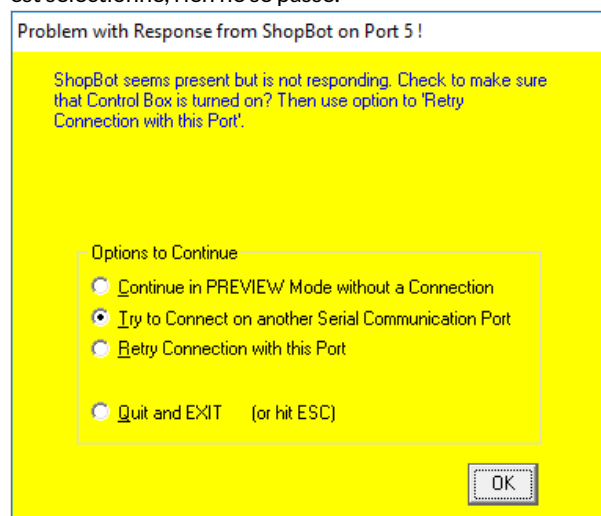 Problem with Response from ShopBot on Port 5 !
ShopBot seems present but is not responding. Check to make sure
that Control Box is turned on? Then use option to 'Retry
Connection with this Port'.
Options to Continue
Continue in PREVIEW Mode without a Connection
Try to Connect on another Serial Communication Port
Retry Connection with this Port
Quit and EXIT (or hit ESC)
OK